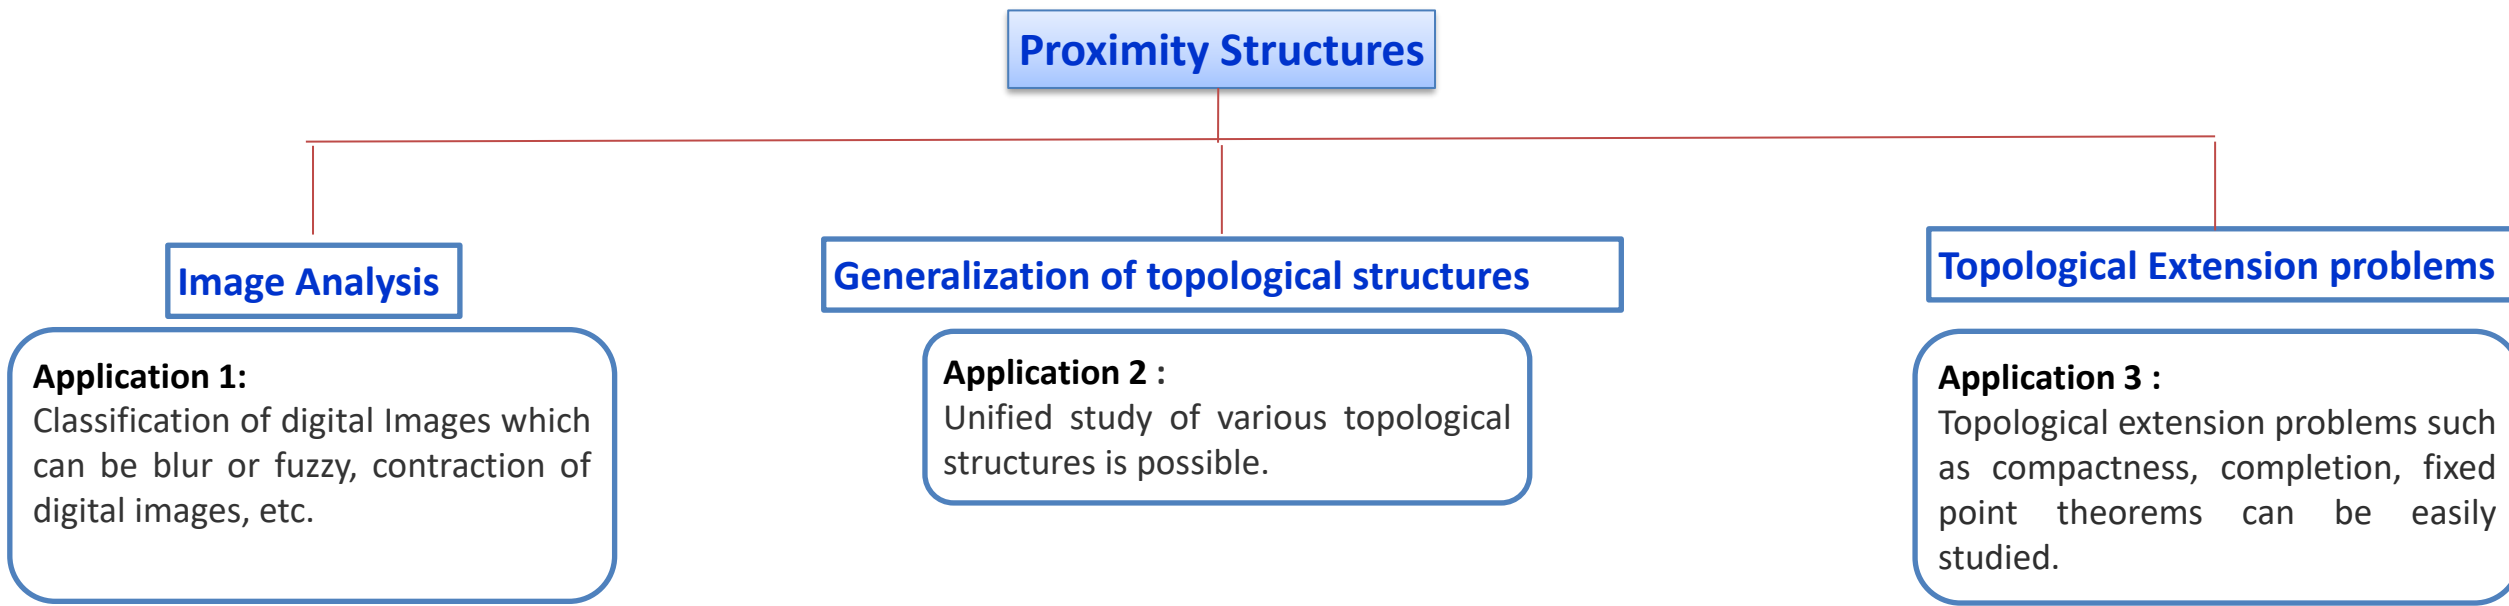 Proximity Structures
Image Analysis
Generalization of topological structures
Topological Extension problems
Application 1:
Classification of digital Images which
can be blur or fuzzy, contraction of
digital images, etc.
Application 2 :
Unified study of various topological
structures is possible.
Application 3 :
Topological extension problems such
as compactness, completion, fixed
point theorems can be easily
studied.